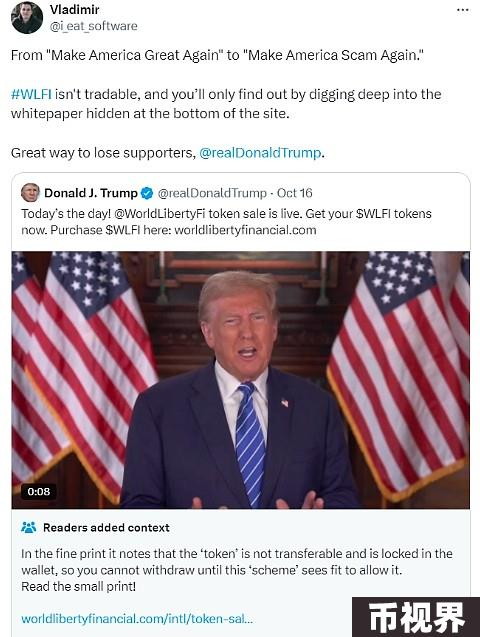 Vladimir
@i_eat_software
From "Make America Great Again" to "Make America Scam Again."
#WLFI isn't tradable, and you'll only find out by digging deep into the
whitepaper hidden at the bottom of the site.
Great way to lose supporters, @realDonaldTrump.
Donald J. Trump @realDonaldTrump · Oct 16
Today's the day! @WorldLibertyFi token sale is live. Get your $WLFI tokens
now. Purchase $WLFI here: worldlibertyfinancial.com
0:08
Readers added context
In the fine print it notes that the 'token' is not transferable and is locked in the
wallet, so you cannot withdraw until this 'scheme' sees fit to allow it.
Read the small print!
worldlibertyfinancial.com/intl/token-sal...
币视界